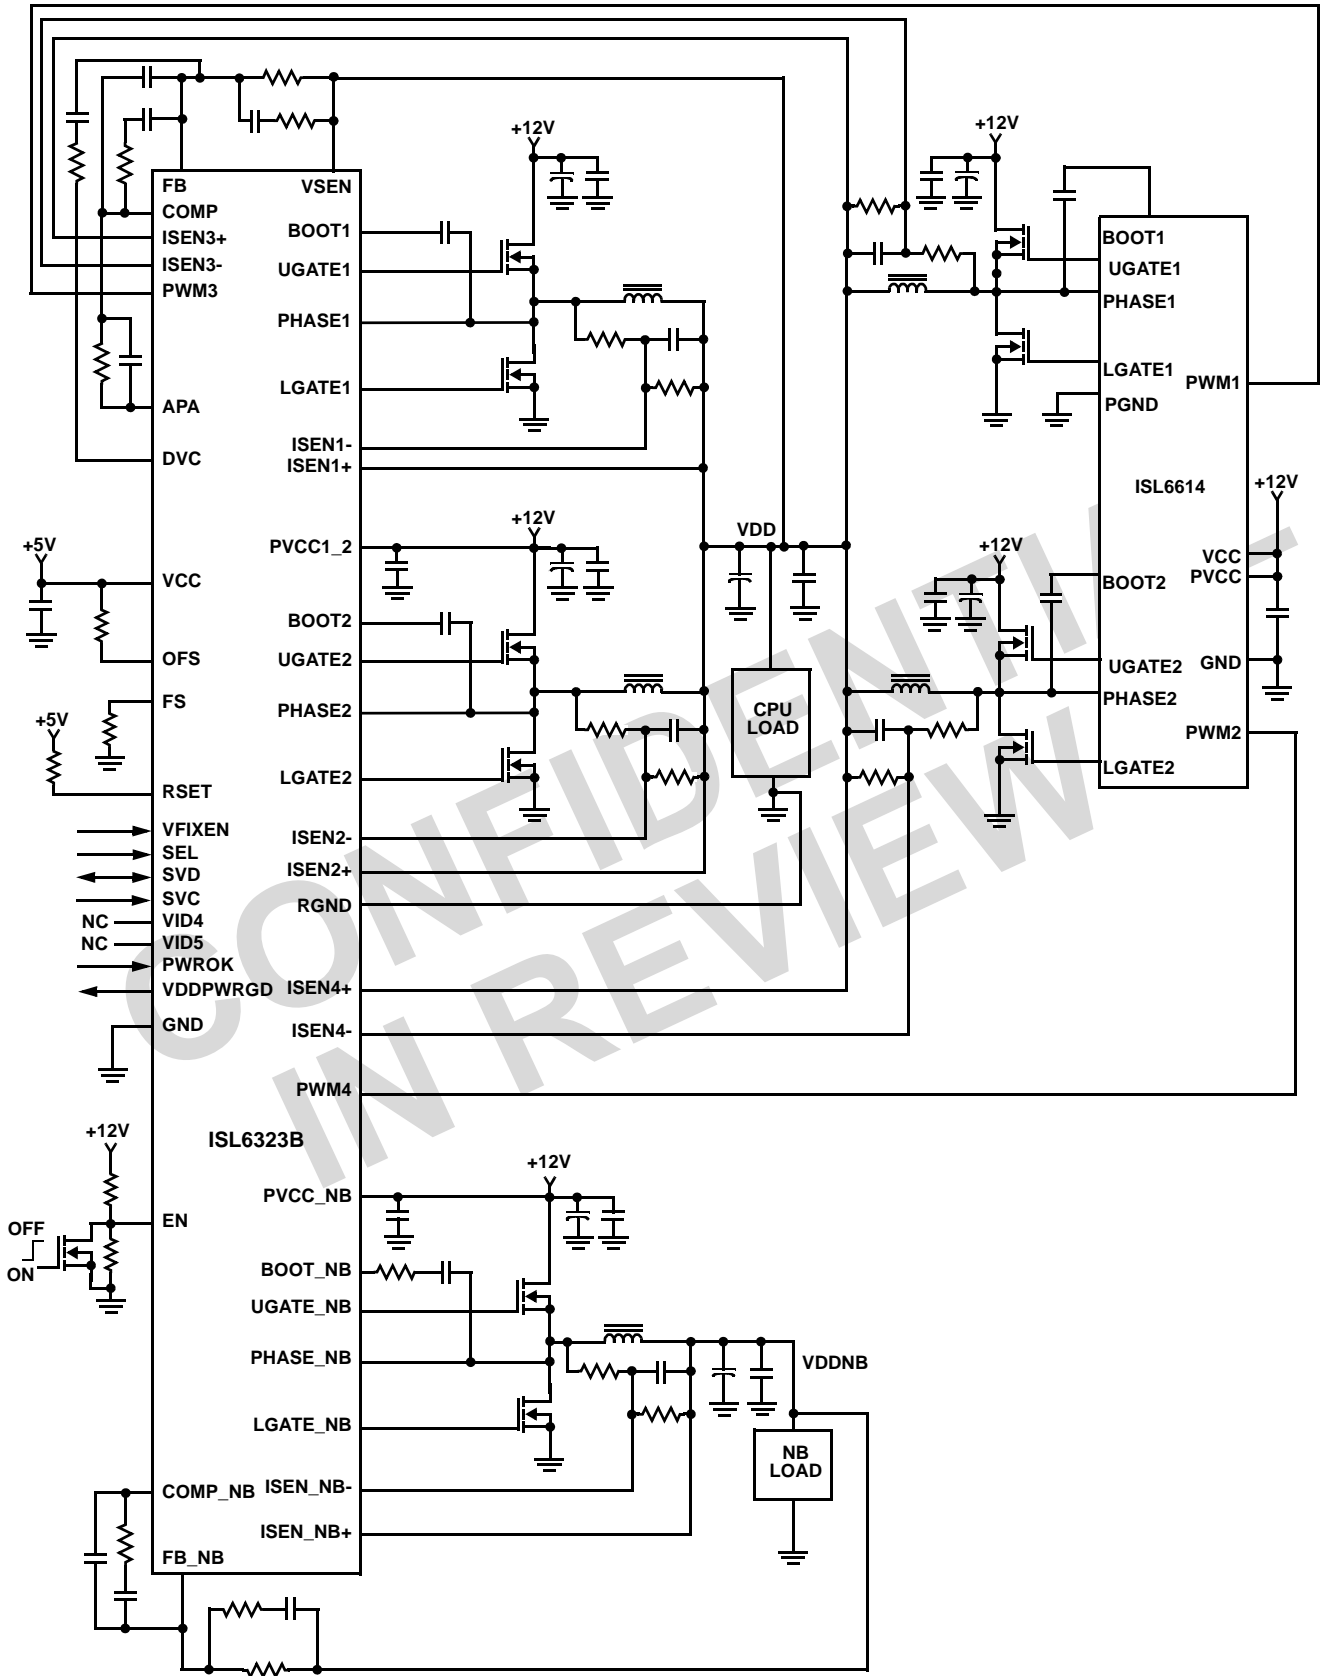 +12V
+12V
FB
VSEN
COMP
ISEN3+
ISEN3-
PWM3
APA
DVC
BOOT1
UGATE1
PHASE1
LGATE1
ISEN1-
ISEN1+
BOOT1
UGATE1
PHASE1
LGATE1
PGND
PWM1
ISL6614
+12V
+5V
VCC
OFS
FS
+5V
RSET
+12V
PVCC1_2
BOOT2
UGATE2
PHASE2
LGATE2
ISEN2-
ISEN2+
RGND
VDD
CPU
LOAD
+12V
VCC
PVCC
BOOT2
GND
UGATE2
PHASE2
PWM2
LGATE2
VFIXEN
SEL
SVD
SVC
NC
VID4
NC
VID5
PWROK
VDDPWRGD
ISEN4+
GND
ISEN4-
PWM4
CONFIDENTIAL
IN REVIEW
+12V
ISL6323B
EN
OFF
ON
+12V
PVCC_NB
BOOT_NB
UGATE_NB
PHASE_NB
VDDNB
LGATE_NB
NB
LOAD
COMP_NB
ISEN_NB-
ISEN_NB+
FB_NB